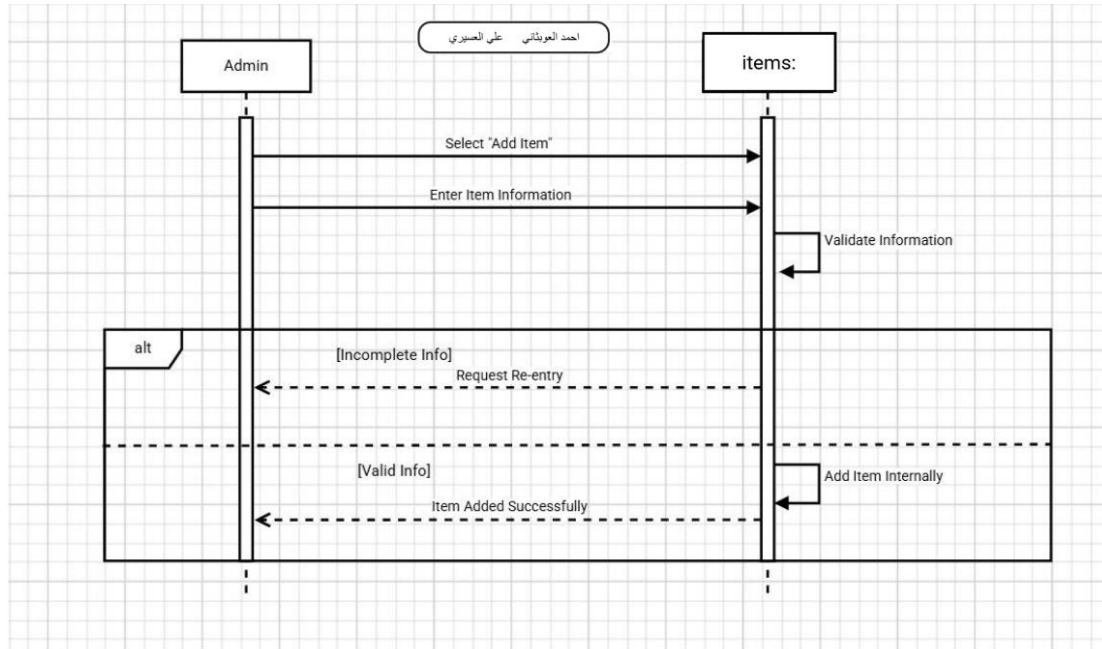 احمد العوبثاني علي العسيري
Admin
items:
Select "Add Item"
Enter Item Information
Validate Information
alt
[Incomplete Info]
Request Re-entry
[Valid Info]
Add Item Internally
Item Added Successfully